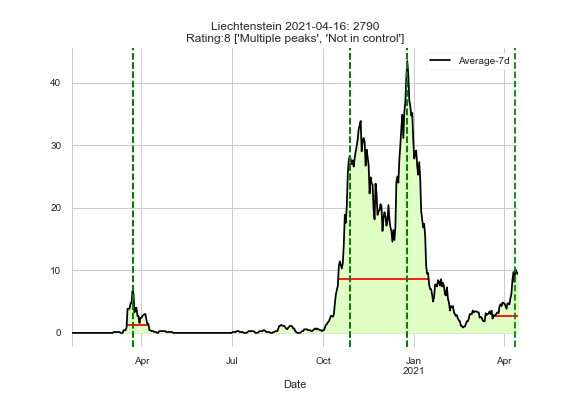 Liechtenstein 2021-04-16: 2790
Rating:8 ['Multiple peaks', 'Not in control']
Average-7d
40
30
20
10
0
Apr
Jul
Oct
Jan
2021
Apr
Date